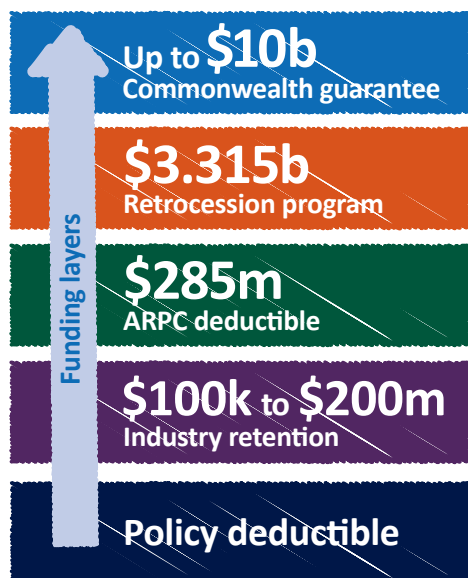 Up to $10b
Commonwealth guarantee
$3.315b
Retrocession program
$285m
ARPC deductible
$100k to $200m
Industry retention
Policy deductible
Funding layers